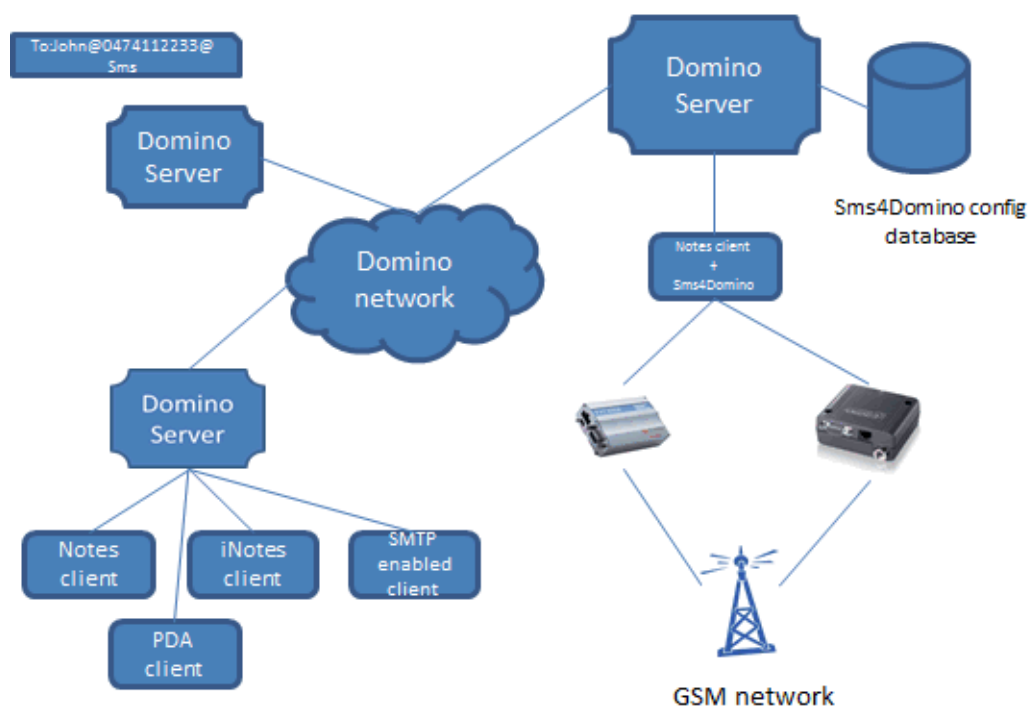 To:John@0474112233@
Sms
Domino
Server
Domino
Server
Sms4Domino config
database
Domino
network
Notes client
+
Sms4Domino
Domino
Server
Notes
client
iNotes
client
SMTP
enabled
client
PDA
client
GSM network